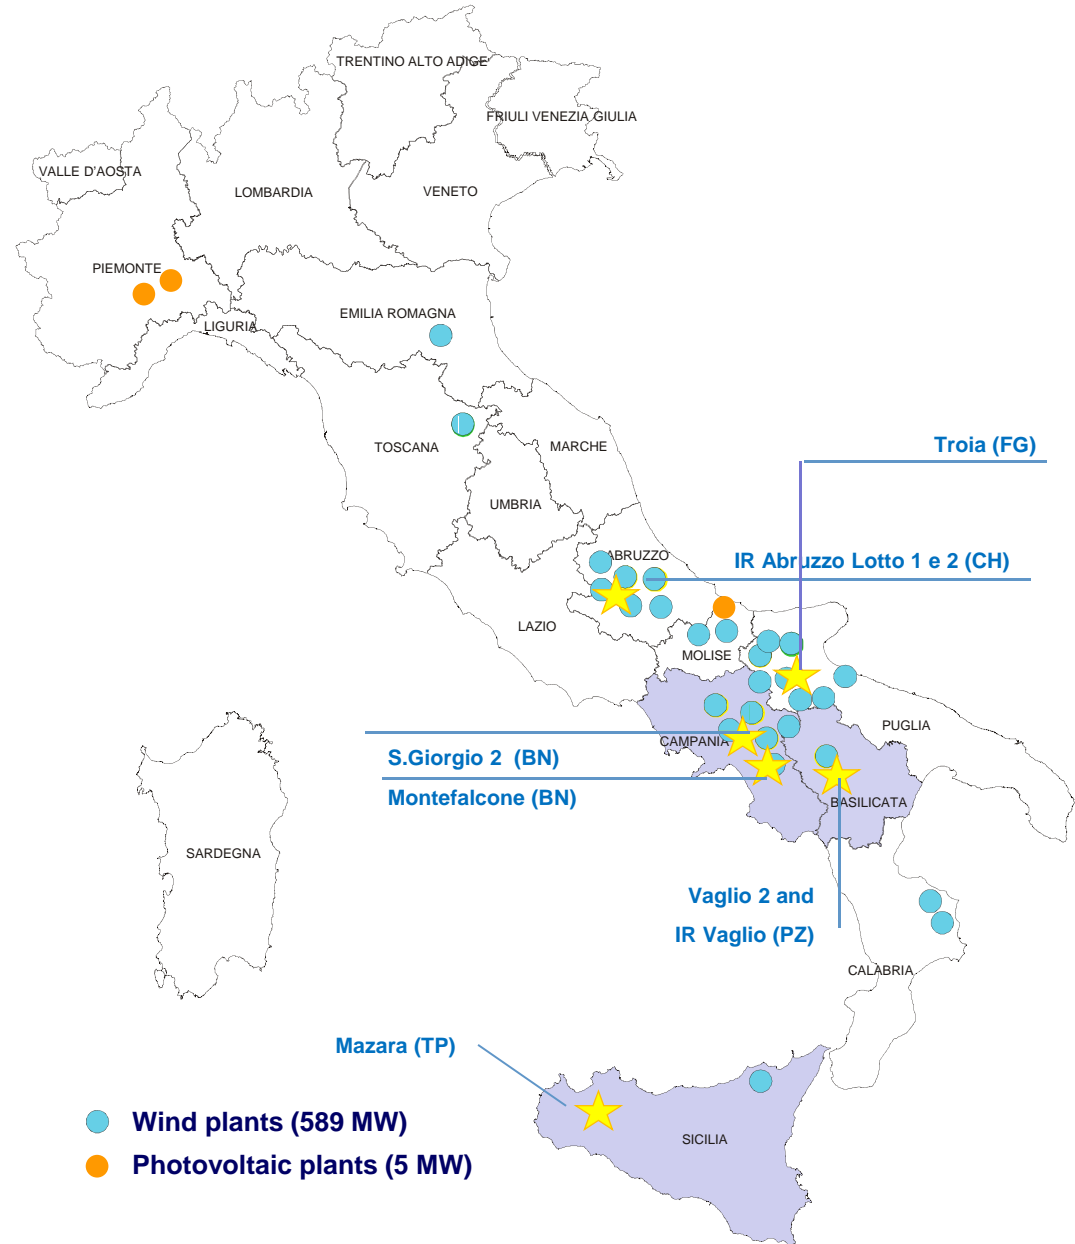 TRENTINO ALTO ADIGE
FRIULI VENEZIA GIULIA
VALLE D'AOSTA
LOMBARDIA
VENETO
PIEMONTE
EMILIA ROMAGNA
LIGURIA
TOSCANA
MARCHE
Troia (FG)
UMBRIA
ABRUZZO
IR Abruzzo Lotto 1 e 2 (CH)
LAZIO
MOLISE
PUGLIA
CAMPANIA
S.Giorgio 2 (BN)
Montefalcone (BN)
BASILICATA
SARDEGNA
Vaglio 2 and
IR Vaglio (PZ)
CALABRIA
Mazara (TP)
Wind plants (589 MW)
SICILIA
Photovoltaic plants (5 MW)